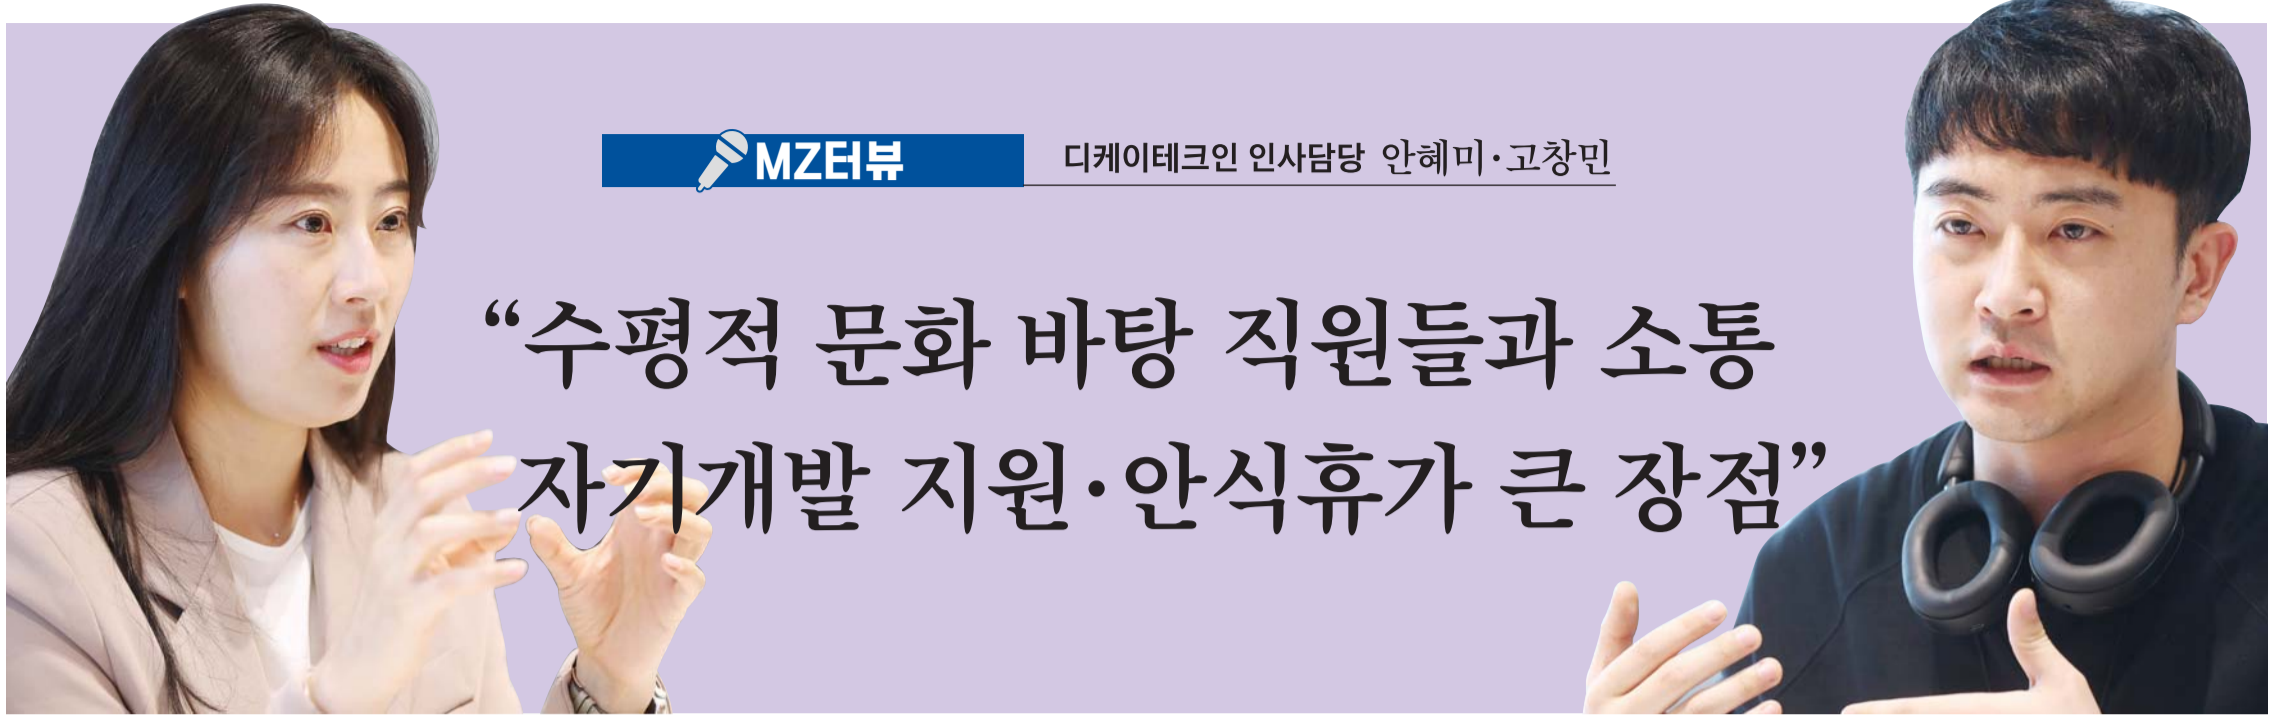 MZ터뷰 디케이테크인 인사담당 안혜미·고창민
“수평적 문화 바탕 직원들과 소통
자기개발 지원·안식휴가 큰 장점”